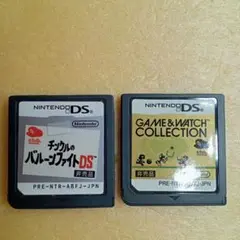 NINTENDO DS
Nintendo
チンクルの
バルーンファイトDS
非売品
PRE-NTR-ABFJ-JPN
NINTENDO DS
GAME&WATCH
COLLECTION
非売品